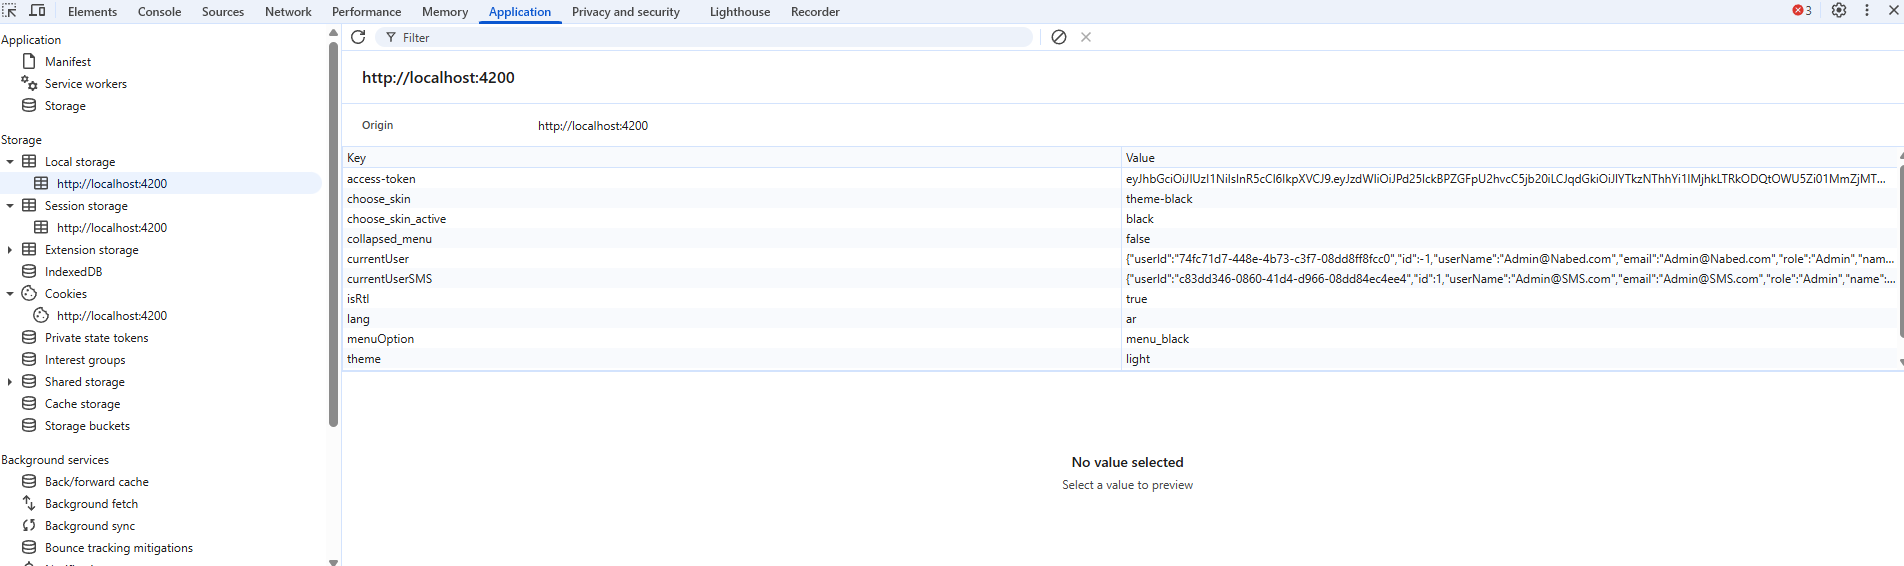 Elements Console Sources Network Performance Memory Application Privacy and security Lighthouse Recorder 3
Application
Manifest
Service workers
Storage
Storage
Local storage
http://localhost:4200
Session storage
http://localhost:4200
Extension storage
IndexedDB
Cookies
http://localhost:4200
Private state tokens
Interest groups
Shared storage
Cache storage
Storage buckets
Background services
Back/forward cache
Background fetch
Background sync
Bounce tracking mitigations
Filter
http://localhost:4200
Origin http://localhost:4200
Key Value
access-token
choose_skin theme-black
choose_skin_active black
collapsed_menu false
currentUser {"userId":"74fc71d7-448e-4b73-c3f7-08dd8ff8fcc0","id":-1,"userName":"Admin@Nabed.com","email":"Admin@Nabed.com","role":"Admin","nam...
currentUserSMS {"userId":"c83dd346-0860-41d4-d966-08dd84ec4ee4","id":1,"userName":"Admin@SMS.com","email":"Admin@SMS.com","role":"Admin","name":...
isRtl true
lang ar
menuOption menu_black
theme light
No value selected
Select a value to preview